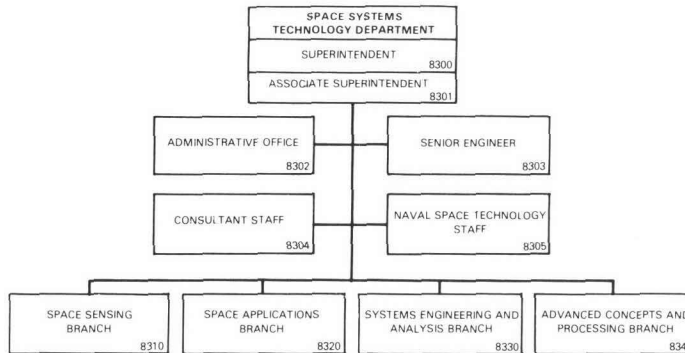 SPACE SYSTEMS
TECHNOLOGY DEPARTMENT
SUPERINTENDENT
8300
ASSOCIATE SUPERINTENDENT
8301
ADMINISTRATIVE OFFICE
8302
SENIOR ENGINEER
8303
CONSULTANT STAFF
8304
NAVAL SPACE TECHNOLOGY
STAFF
8305
SPACE SENSING
BRANCH
8310
SPACE APPLICATIONS
BRANCH
8320
SYSTEMS ENGINEERING AND
ANALYSIS BRANCH
8330
ADVANCED CONCEPTS AND
PROCESSING BRANCH